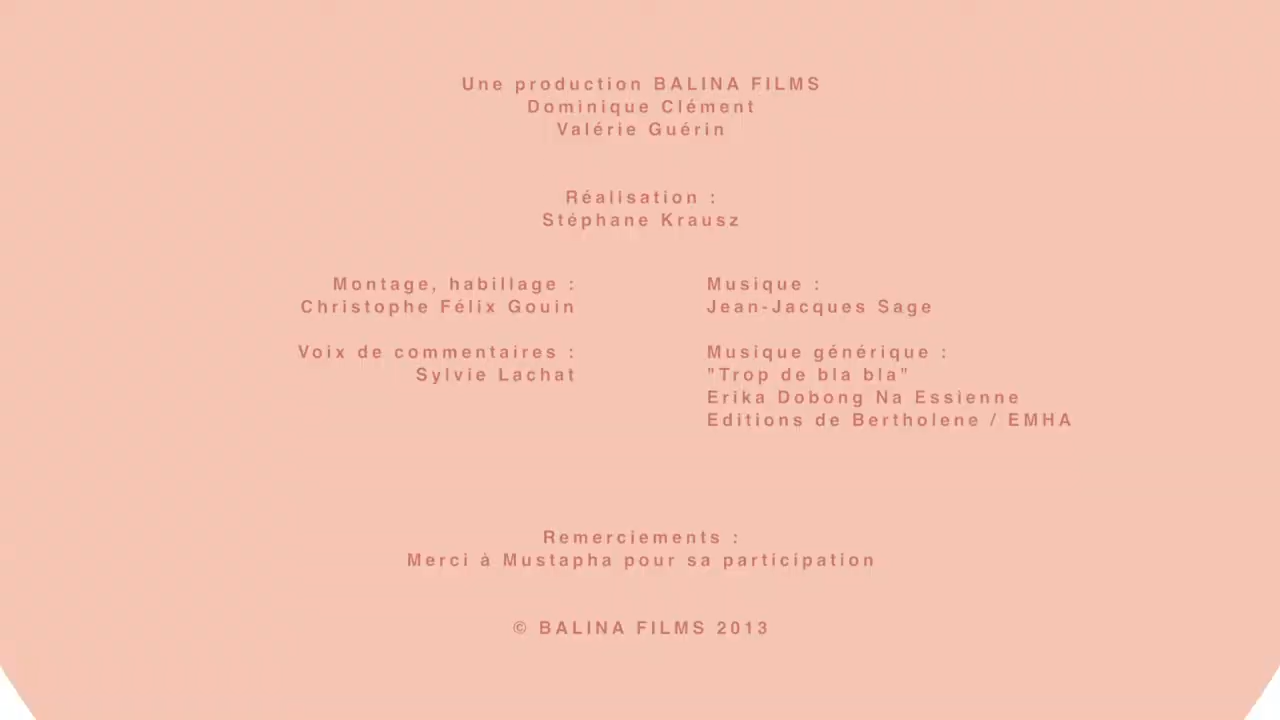 Une production BALINA FILMS
Dominique Clément
Valérie Guérin
Réalisation :
Stéphane Krausz
Montage, habillage :
Christophe Félix Gouin
Voix de commentaires :
Sylvie Lachat
Musique :
Jean-Jacques Sage
Musique générique :
"Trop de bla bla"
Erika Dobong Na Essienne
Editions de Bertholene / EMHA
Remerciements :
Merci à Mustapha pour sa participation
© BALINA FILMS 2013